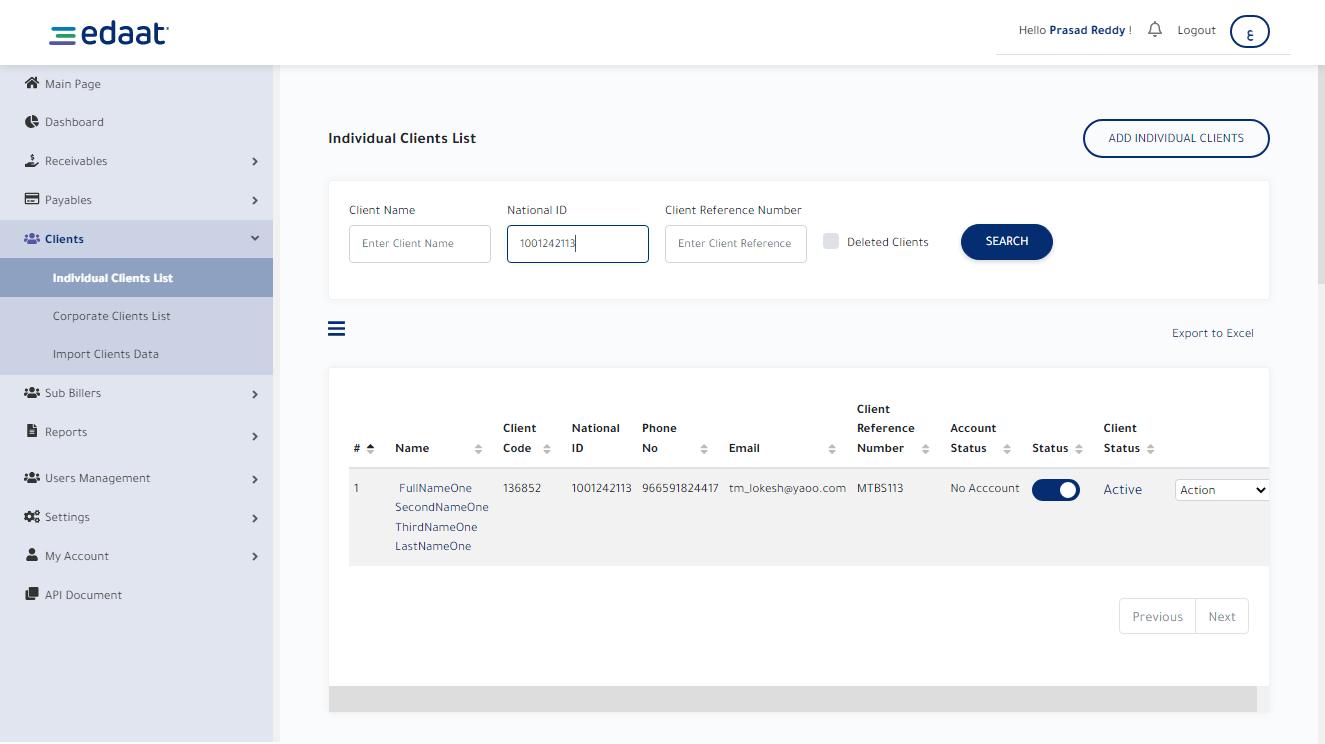 edaat
Hello Prasad Reddy !
Logout
ع
Main Page
Dashboard
Receivables
Payables
Clients
Individual Clients List
Corporate Clients List
Import Clients Data
Sub Billers
Reports
Users Management
Settings
My Account
API Document
Individual Clients List
ADD INDIVIDUAL CLIENTS
Client Name
National ID
Client Reference Number
Enter Client Name
1001242113
Enter Client Reference
Deleted Clients
SEARCH
Export to Excel
#
Name
Client
Code
National
ID
Phone
No
Email
Client
Reference
Number
Account
Status
Status
Client
Status
1
FullNameOne
SecondNameOne
ThirdNameOne
LastNameOne
136852
1001242113
966591824417
tm_lokesh@yaoo.com
MTBS113
No Acccount
Active
Action
Previous
Next